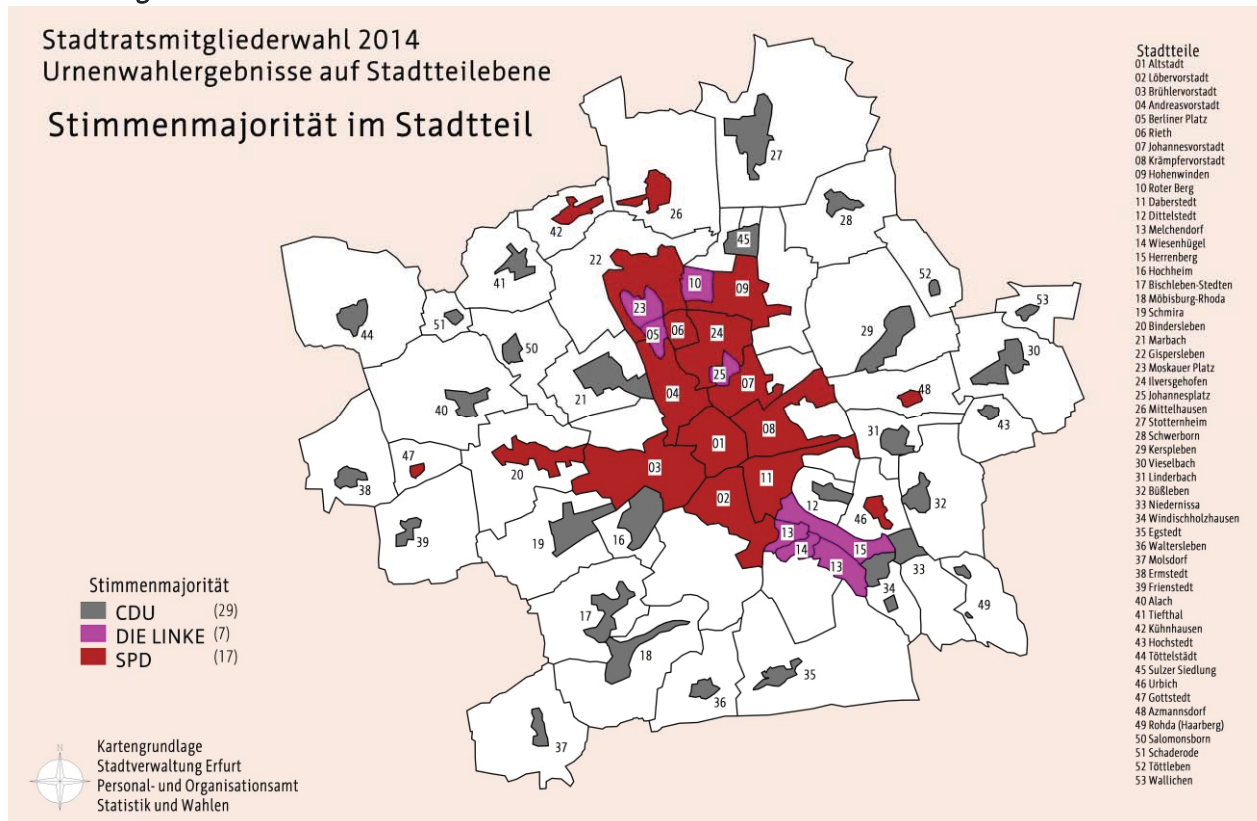 Stadtratsmitgliederwahl 2014
Urnenwahlergebnisse auf Stadtteilebene
Stimmenmajorität im Stadtteil
27
26
28
42
45
22
41
52
10
09
53
23
44
51
05
06
24
29
30
50
25
21
04
07
48
40
43
01
08
31
47
03
20
11
38
02
12
46
32
39
19
16
13
14
15
13
33
34
49
17
18
35
36
37
Stimmenmajorität
CDU (29)
DIE LINKE (7)
SPD (17)
N
Kartengrundlage
Stadtverwaltung Erfurt
Personal- und Organisationsamt
Statistik und Wahlen
Stadtteile
01 Altstadt
02 Löbervorstadt
03 Brühlervorstadt
04 Andreasvorstadt
05 Berliner Platz
06 Rieth
07 Johannesvorstadt
08 Krämpfervorstadt
09 Hohenwinden
10 Roter Berg
11 Daberstedt
12 Dittelstedt
13 Melchendorf
14 Wiesenhügel
15 Herrenberg
16 Hochheim
17 Bischleben-Stedten
18 Möbisburg-Rhoda
19 Schmira
20 Bindersleben
21 Marbach
22 Gispersleben
23 Moskauer Platz
24 Ilversgehofen
25 Johannesplatz
26 Mittelhausen
27 Stotternheim
28 Schwerborn
29 Kerspleben
30 Vieselbach
31 Linderbach
32 Büßleben
33 Niedernissa
34 Windischholzhausen
35 Egstedt
36 Waltersleben
37 Molsdorf
38 Ermstedt
39 Frienstedt
40 Alach
41 Tiefthal
42 Kühnhausen
43 Hochstedt
44 Töttelstädt
45 Sulzer Siedlung
46 Urbich
47 Gottstedt
48 Azmannsdorf
49 Rohda (Haarberg)
50 Salomonsborn
51 Schaderode
52 Töttleben
53 Wallichen